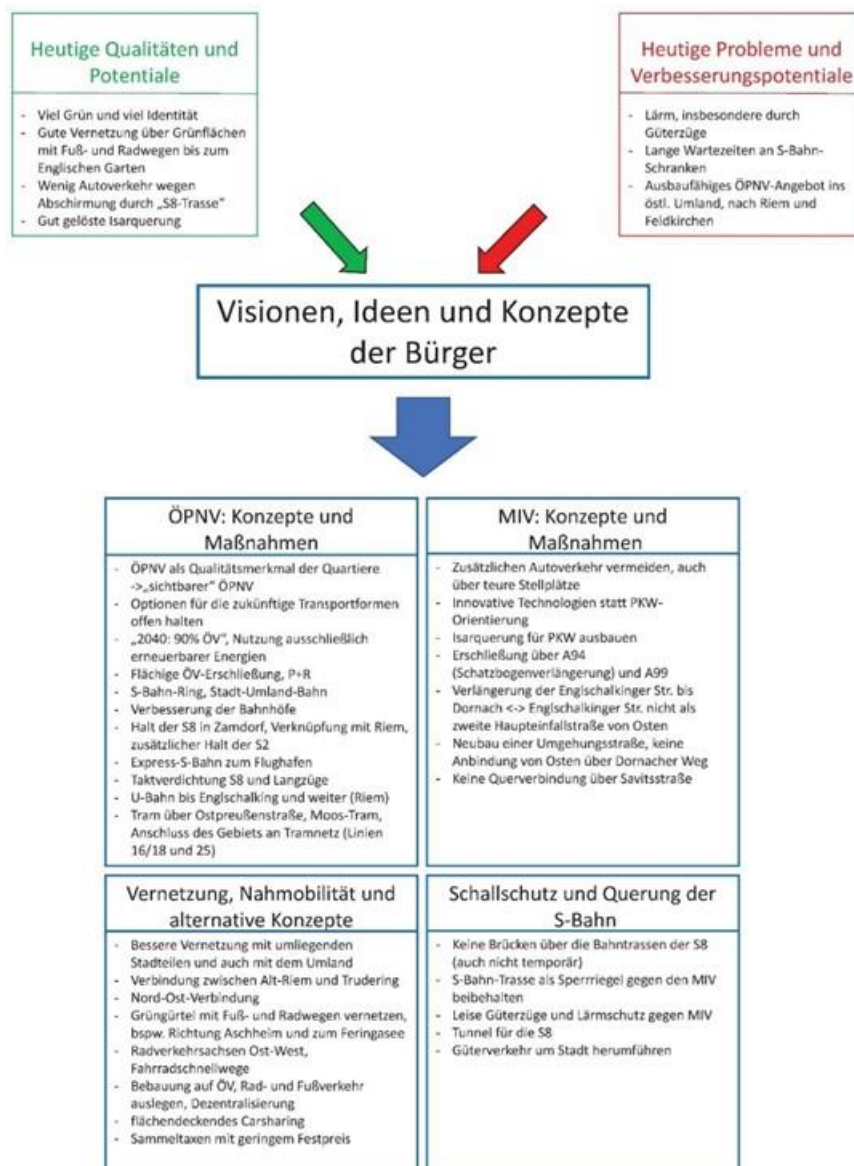 Heutige Qualitäten und
Potentiale
- Viel Grün und viel Identität
- Gute Vernetzung über Grünflächen
mit Fuß- und Radwegen bis zum
Englischen Garten
- Wenig Autoverkehr wegen
Abschirmung durch „S8-Trasse“
- Gut gelöste Isarquerung
Heutige Probleme und
Verbesserungspotentiale
- Lärm, insbesondere durch
Güterzüge
- Lange Wartezeiten an S-Bahn-
Schranken
- Ausbaufähiges ÖPNV-Angebot ins
östl. Umland, nach Riem und
Feldkirchen
Visionen, Ideen und Konzepte
der Bürger
ÖPNV: Konzepte und
Maßnahmen
- ÖPNV als Qualitätsmerkmal der Quartiere
->„sichtbarer“ ÖPNV
- Optionen für die zukünftige Transportformen
offen halten
- „2040: 90% ÖV“, Nutzung ausschließlich
erneuerbarer Energien
- Flächige ÖV-Erschließung, P+R
- S-Bahn-Ring, Stadt-Umland-Bahn
- Verbesserung der Bahnhöfe
- Halt der S8 in Zamdorf, Verknüpfung mit Riem,
zusätzlicher Halt der S2
- Express-S-Bahn zum Flughafen
- Taktverdichtung S8 und Langzüge
- U-Bahn bis Englschalking und weiter (Riem)
- Tram über Ostpreußenstraße, Moos-Tram,
Anschluss des Gebiets an Tramnetz (Linien
16/18 und 25)
MIV: Konzepte und
Maßnahmen
- Zusätzlichen Autoverkehr vermeiden, auch
über teure Stellplätze
- Innovative Technologien statt PKW-
Orientierung
- Isarquerung für PKW ausbauen
- Erschließung über A94
(Schatzbogenverlängerung) und A99
- Verlängerung der Englschalkinger Str. bis
Dornach <-> Englschalkinger Str. nicht als
zweite Haupteinfallstraße von Osten
- Neubau einer Umgehungsstraße, keine
Anbindung von Osten über Dornacher Weg
- Keine Querverbindung über Savitsstraße
Vernetzung, Nahmobilität und
alternative Konzepte
- Bessere Vernetzung mit umliegenden
Stadteilen und auch mit dem Umland
- Verbindung zwischen Alt-Riem und Trudering
- Nord-Ost-Verbindung
- Grüngürtel mit Fuß- und Radwegen vernetzen,
bspw. Richtung Aschheim und zum Feringasee
- Radverkehrsachsen Ost-West,
Fahrradschnellwege
- Bebauung auf ÖV, Rad- und Fußverkehr
auslegen, Dezentralisierung
- flächendeckendes Carsharing
- Sammeltaxen mit geringem Festpreis
Schallschutz und Querung der
S-Bahn
- Keine Brücken über die Bahntrassen der S8
(auch nicht temporär)
- S-Bahn-Trasse als Sperrriegel gegen den MIV
beibehalten
- Leise Güterzüge und Lärmschutz gegen MIV
- Tunnel für die S8
- Güterverkehr um Stadt herumführen